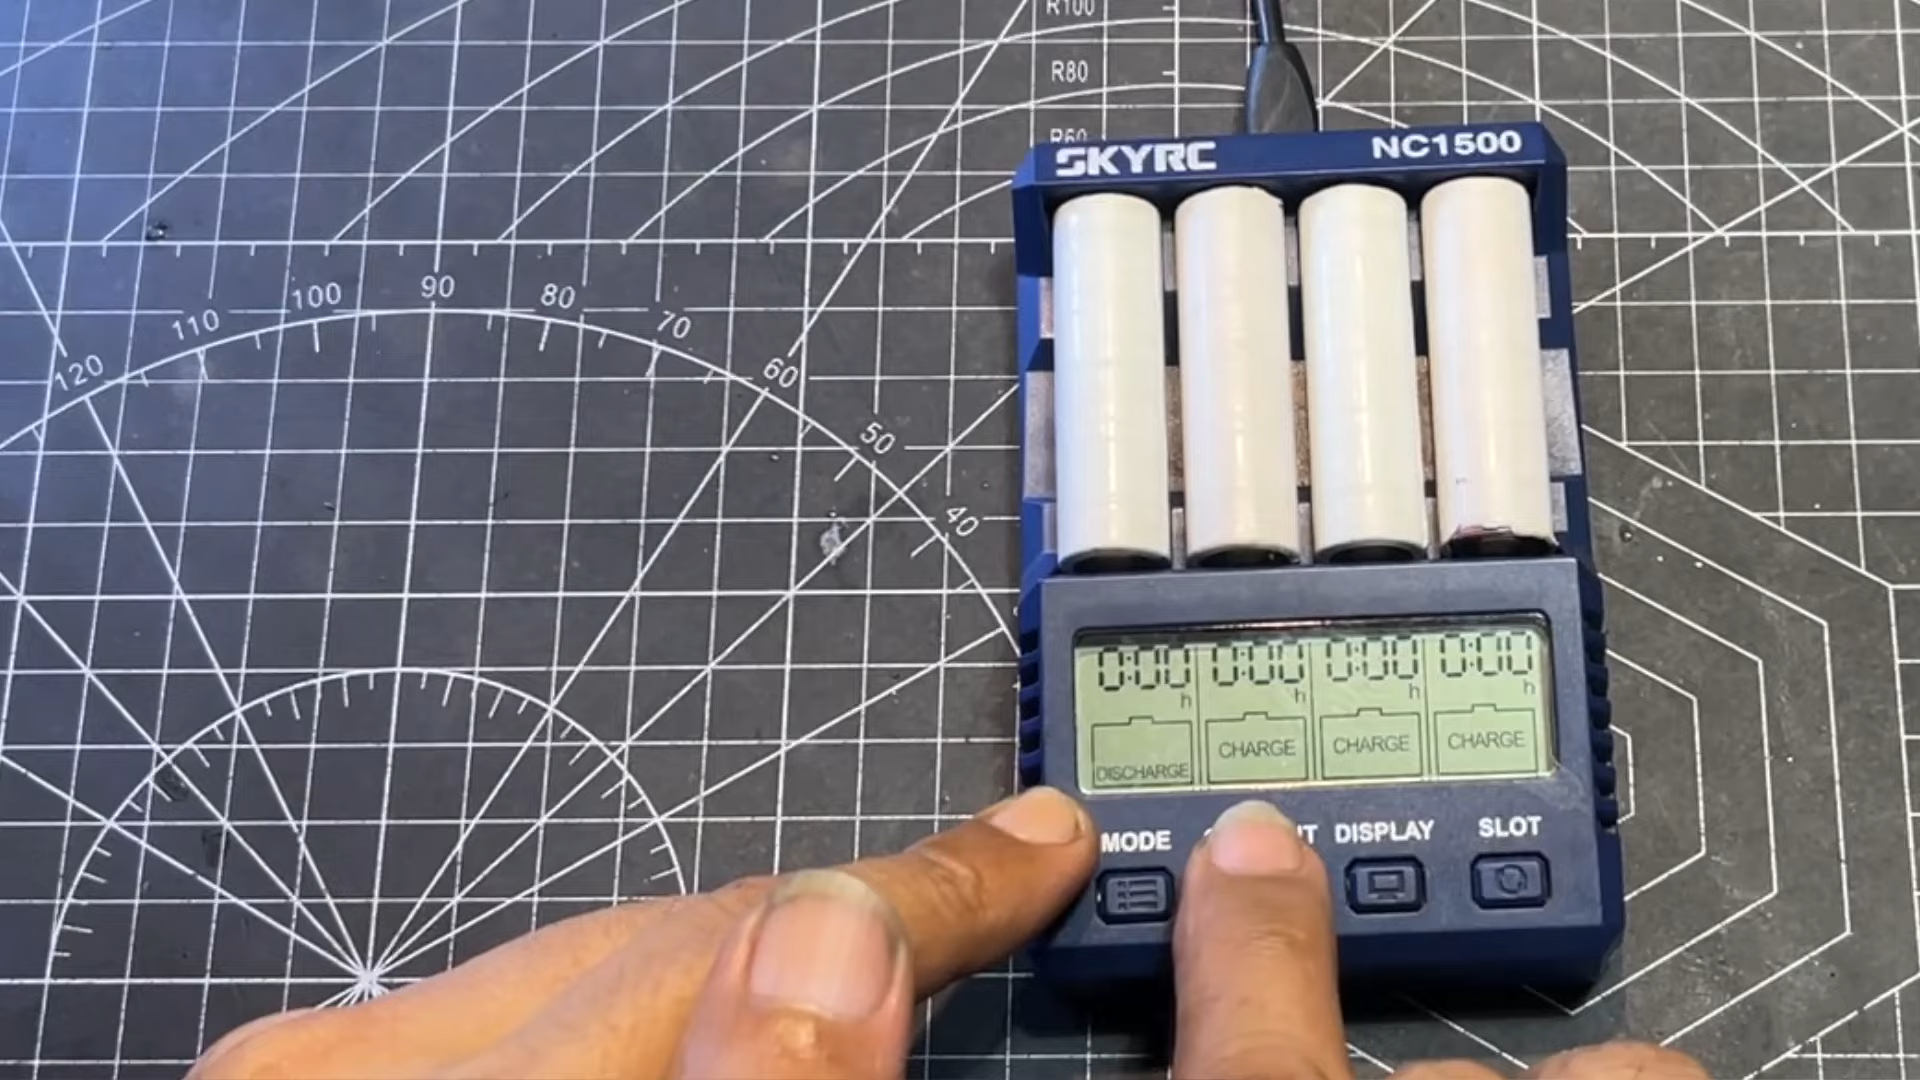 R100
R80
R60
SKYRC NC1500
120 110 100 90 80 70 60 50 40
0:00 0:00 0:00 0:00
h h h h
DISCHARGE CHARGE CHARGE CHARGE
MODE DISPLAY SLOT